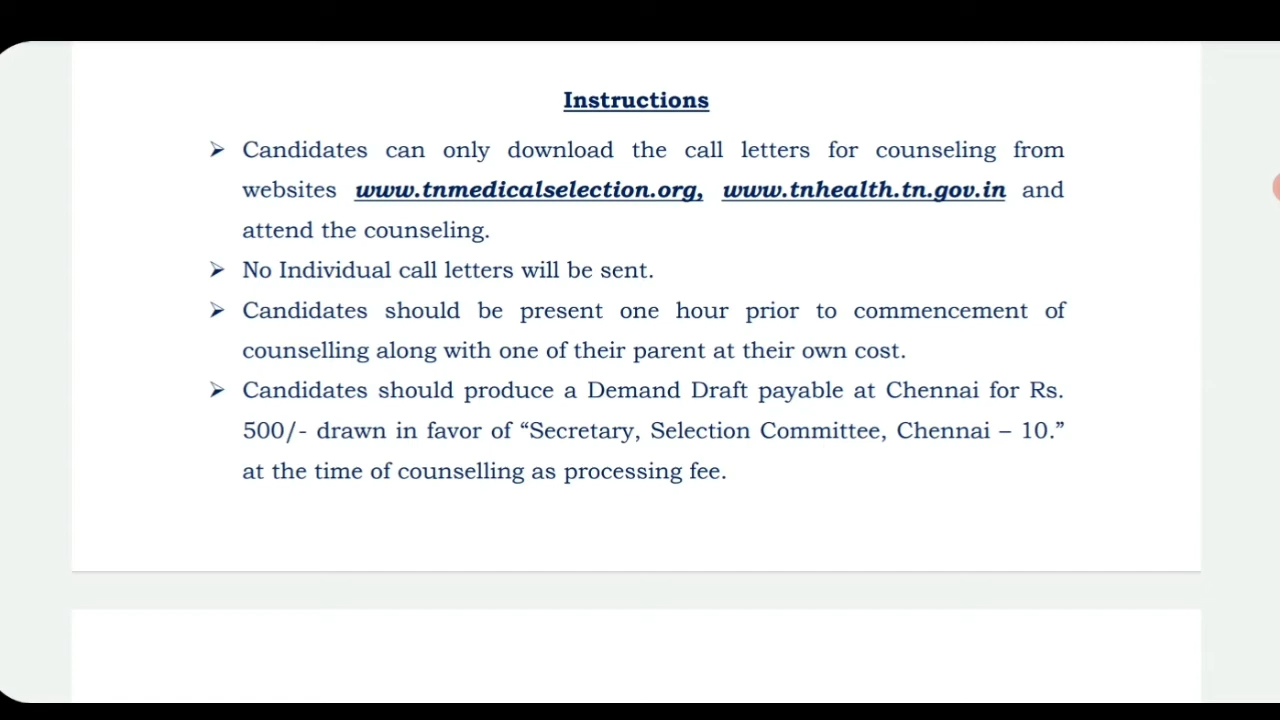 Instructions
➢ Candidates can only download the call letters for counseling from
websites www.tnmedicalselection.org, www.tnhealth.tn.gov.in and
attend the counseling.
➢ No Individual call letters will be sent.
➢ Candidates should be present one hour prior to commencement of
counselling along with one of their parent at their own cost.
➢ Candidates should produce a Demand Draft payable at Chennai for Rs.
500/- drawn in favor of “Secretary, Selection Committee, Chennai – 10.”
at the time of counselling as processing fee.